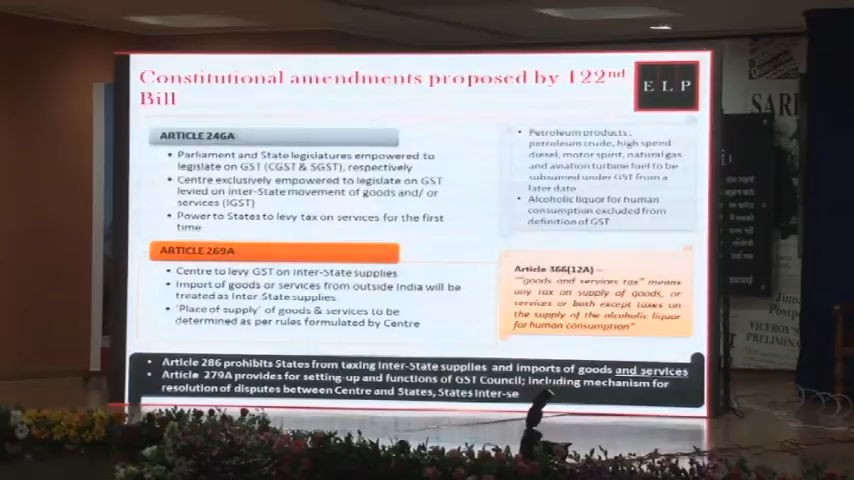 Constitutional amendments proposed by 122nd
Bill
E L P
ARTICLE 246A
• Parliament and State legislatures empowered to
legislate on GST (CGST & SGST), respectively
• Centre exclusively empowered to legislate on GST
levied on Inter-State movement of goods and/ or
services (IGST)
• Power to States to levy tax on services for the first
time
• Petroleum products :
petroleum crude, high speed
diesel, motor spirit, natural gas
and aviation turbine fuel to be
subsumed under GST from a
later date
• Alcoholic liquor for human
consumption excluded from
definition of GST
ARTICLE 269A
• Centre to levy GST on Inter-State supplies
• Import of goods or services from outside India will be
treated as Inter State supplies
• 'Place of supply' of goods & services to be
determined as per rules formulated by Centre
Article 366(12A) –
"goods and services tax" means
any tax on supply of goods, or
services or both except taxes on
the supply of the alcoholic liquor
for human consumption"
• Article 286 prohibits States from taxing Inter-State supplies and imports of goods and services
• Article 279A provides for setting-up and functions of GST Council; including mechanism for
resolution of disputes between Centre and States, States Inter-se
SAR
VICEROY'S
PRELIMINA